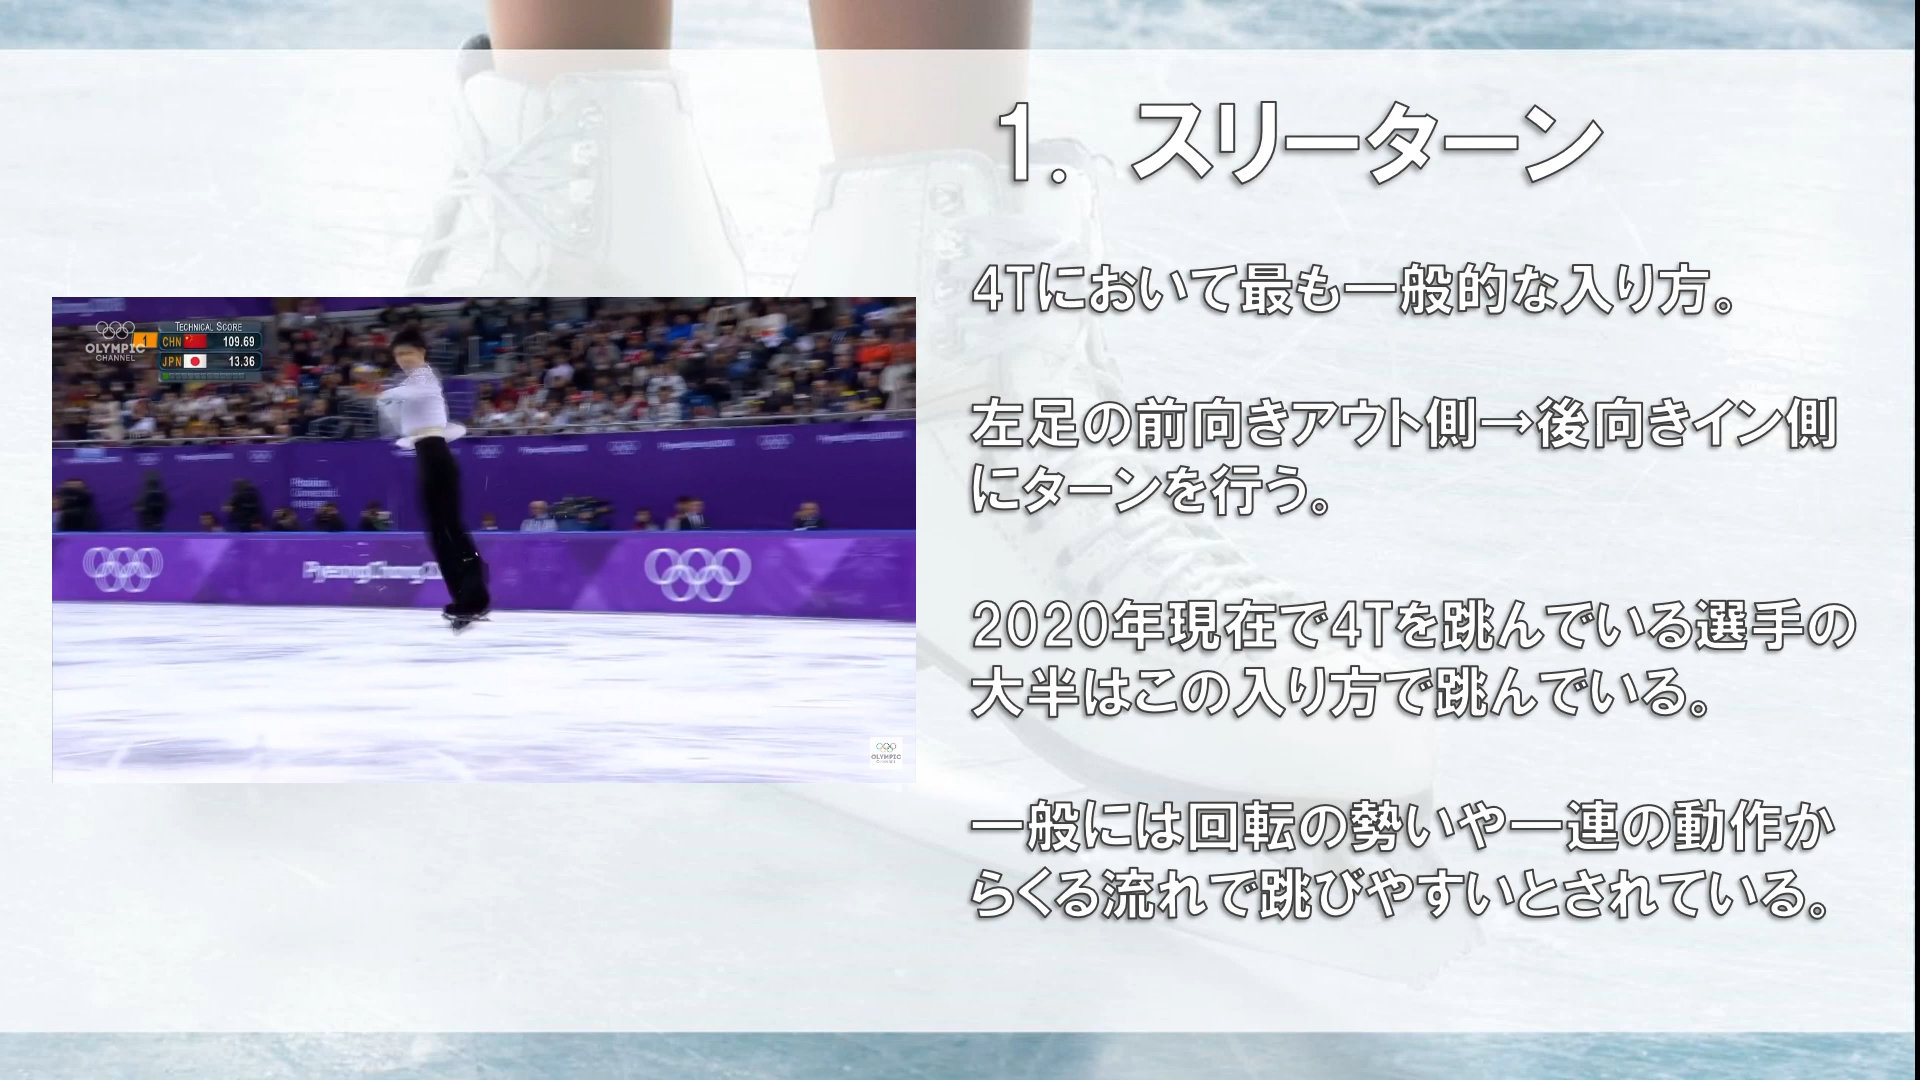 1. スリーターン
4Tにおいて最も一般的な入り方。
左足の前向きアウト側→後向きイン側
にターンを行う。
2020年現在で4Tを跳んでいる選手の
大半はこの入り方で跳んでいる。
一般には回転の勢いや一連の動作か
らくる流れで跳びやすいとされている。
TECHNICAL SCORE
1 CHN 109.69
JPN 13.36
OLYMPIC
CHANNEL
PyeongChang
OLYMPIC
CHANNEL